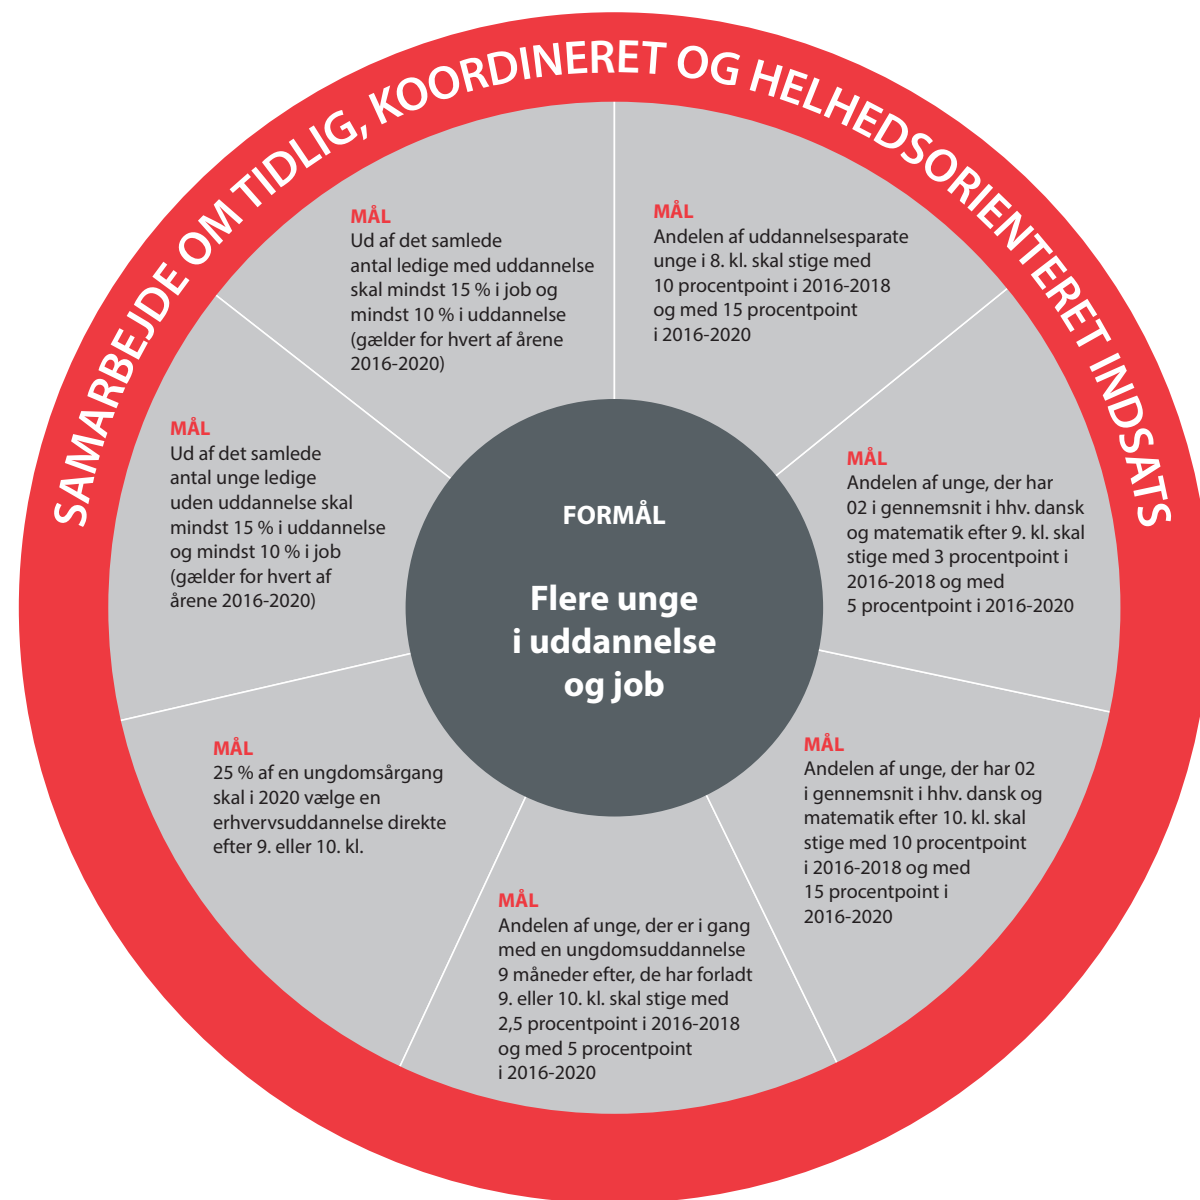 SAMARBEJDE OM TIDLIG, KOORDINERET OG HELHEDSORIENTERET INDSATS
MÅL
Andelen af uddannelsesparate
unge i 8. kl. skal stige med
10 procentpoint i 2016-2018
og med 15 procentpoint
i 2016-2020
MÅL
Andelen af unge, der har
02 i gennemsnit i hhv. dansk
og matematik efter 9. kl. skal
stige med 3 procentpoint i
2016-2018 og med
5 procentpoint i 2016-2020
MÅL
Andelen af unge, der har 02
i gennemsnit i hhv. dansk og
matematik efter 10. kl. skal
stige med 10 procentpoint
i 2016-2018 og med
15 procentpoint i
2016-2020
MÅL
Andelen af unge, der er i gang
med en ungdomsuddannelse
9 måneder efter, de har forladt
9. eller 10. kl. skal stige med
2,5 procentpoint i 2016-2018
og med 5 procentpoint
i 2016-2020
MÅL
25 % af en ungdomsårgang
skal i 2020 vælge en
erhvervsuddannelse direkte
efter 9. eller 10. kl.
MÅL
Ud af det samlede
antal unge ledige
uden uddannelse skal
mindst 15 % i uddannelse
og mindst 10 % i job
(gælder for hvert af
årene 2016-2020)
MÅL
Ud af det samlede
antal ledige med uddannelse
skal mindst 15 % i job og
mindst 10 % i uddannelse
(gælder for hvert af årene
2016-2020)
FORMÅL
Flere unge
i uddannelse
og job